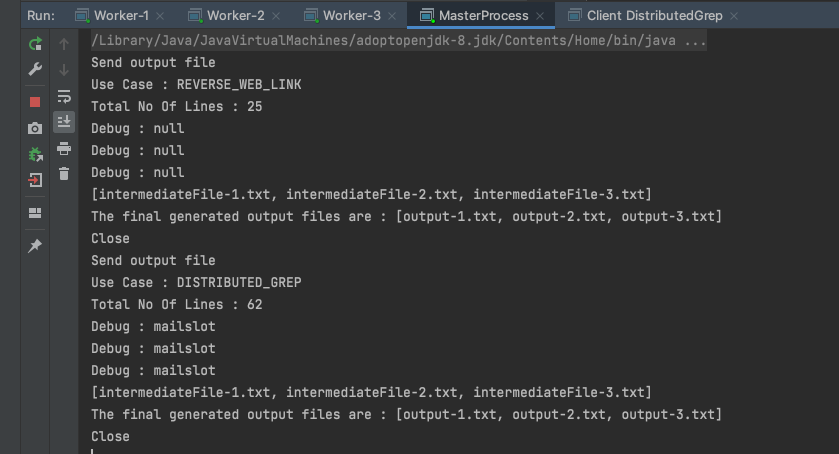 Run: Worker-1 Worker-2 Worker-3 MasterProcess Client DistributedGrep
/Library/Java/JavaVirtualMachines/adoptopenjdk-8.jdk/Contents/Home/bin/java ...
Send output file
Use Case : REVERSE_WEB_LINK
Total No Of Lines : 25
Debug : null
Debug : null
Debug : null
[intermediateFile-1.txt, intermediateFile-2.txt, intermediateFile-3.txt]
The final generated output files are : [output-1.txt, output-2.txt, output-3.txt]
Close
Send output file
Use Case : DISTRIBUTED_GREP
Total No Of Lines : 62
Debug : mailslot
Debug : mailslot
Debug : mailslot
[intermediateFile-1.txt, intermediateFile-2.txt, intermediateFile-3.txt]
The final generated output files are : [output-1.txt, output-2.txt, output-3.txt]
Close